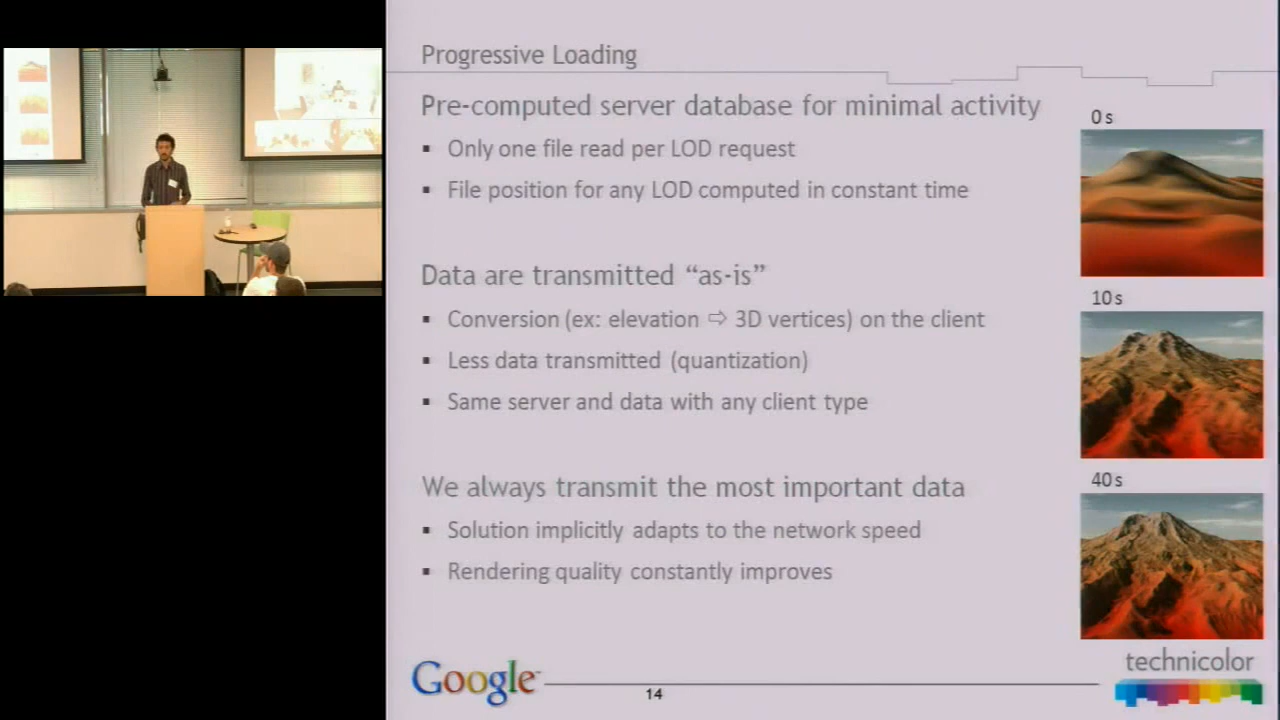 Progressive Loading
Pre-computed server database for minimal activity
▪ Only one file read per LOD request
▪ File position for any LOD computed in constant time
Data are transmitted “as-is”
▪ Conversion (ex: elevation ⇨ 3D vertices) on the client
▪ Less data transmitted (quantization)
▪ Same server and data with any client type
We always transmit the most important data
▪ Solution implicitly adapts to the network speed
▪ Rendering quality constantly improves
0 s
10 s
40 s
Google
14
technicolor